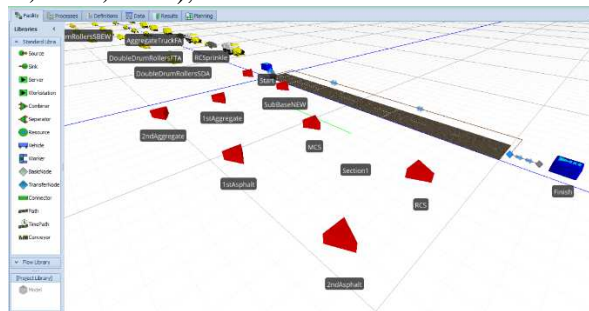 Facility
Processes
Definitions
Data
Results
Planning
Libraries
Standard Libra
Source
Sink
Server
Workstation
Combiner
Separator
Resource
Vehicle
Worker
BasicNode
TransferNode
Connector
Path
TimePath
Conveyor
Flow Library
[Project Library]
Model
umRollersSBEW
AggregateTruckFA
DoubleDrumRollersFTA
RCSprinkle
DoubleDrumRollersSDA
Start
SubBaseNEW
1stAggregate
2ndAggregate
MCS
1stAsphalt
Section1
RCS
Finish
2ndAsphalt